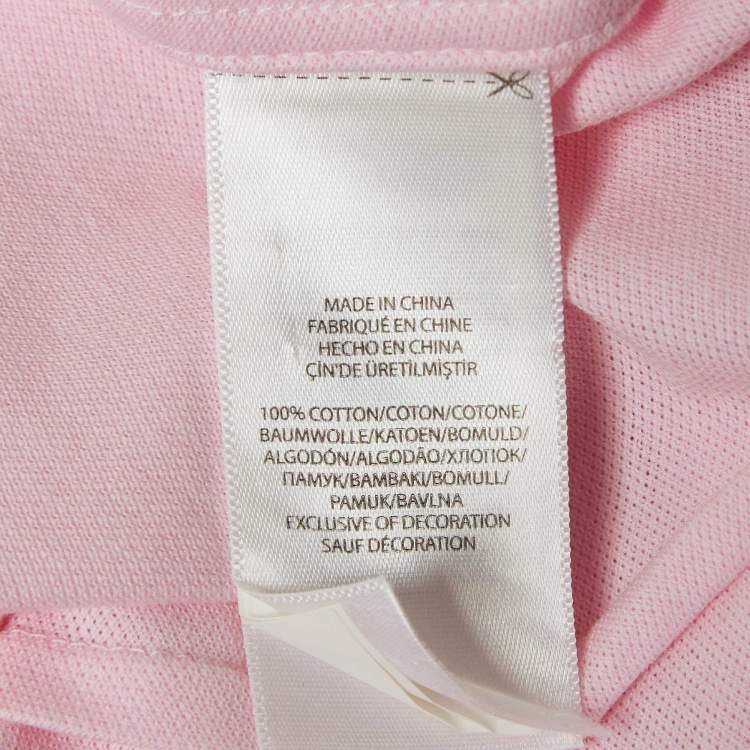 MADE IN CHINA
FABRIQUÉ EN CHINE
HECHO EN CHINA
ÇİN'DE ÜRETİLMİŞTİR
100% COTTON/COTON/COTONE/
BAUMWOLLE/KATOEN/BOMULD/
ALGODÓN/ALGODÃO/ХЛОПОК/
ПАМУК/BAMBAKI/BOMULL/
PAMUK/BAVLNA
EXCLUSIVE OF DECORATION
SAUF DÉCORATION